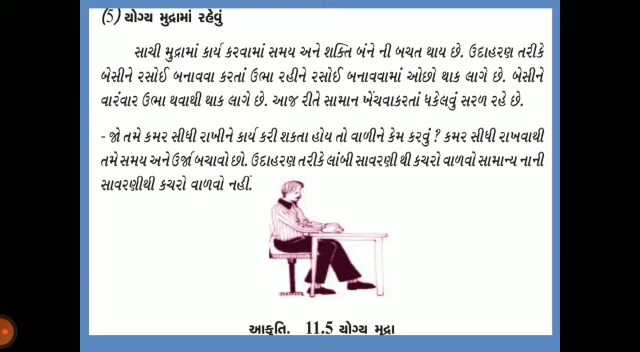 (5) યોગ્ય મુદ્રામાં રહેવું
સાચી મુદ્રામાં કાર્ય કરવામાં સમય અને શક્તિ બંને ની બચત થાય છે. ઉદાહરણ તરીકે
બેસીને રસોઈ બનાવવા કરતાં ઉભા રહીને રસોઈ બનાવવામાં ઓછો થાક લાગે છે. બેસીને
વારંવાર ઉભા થવાથી થાક લાગે છે. આજ રીતે સામાન ખેંચવાકરતાં ધકેલવું સરળ રહે છે.
- જો તમે કમર સીધી રાખીને કાર્ય કરી શકતા હોય તો વાળીને કેમ કરવું ? કમર સીધી રાખવાથી
તમે સમય અને ઉર્જા બચાવો છો. ઉદાહરણ તરીકે લાંબી સાવરણી થી કચરો વાળવો સામાન્ય નાની
સાવરણીથી કચરો વાળવો નહીં.
આકૃતિ. 11.5 યોગ્ય મુદ્રા